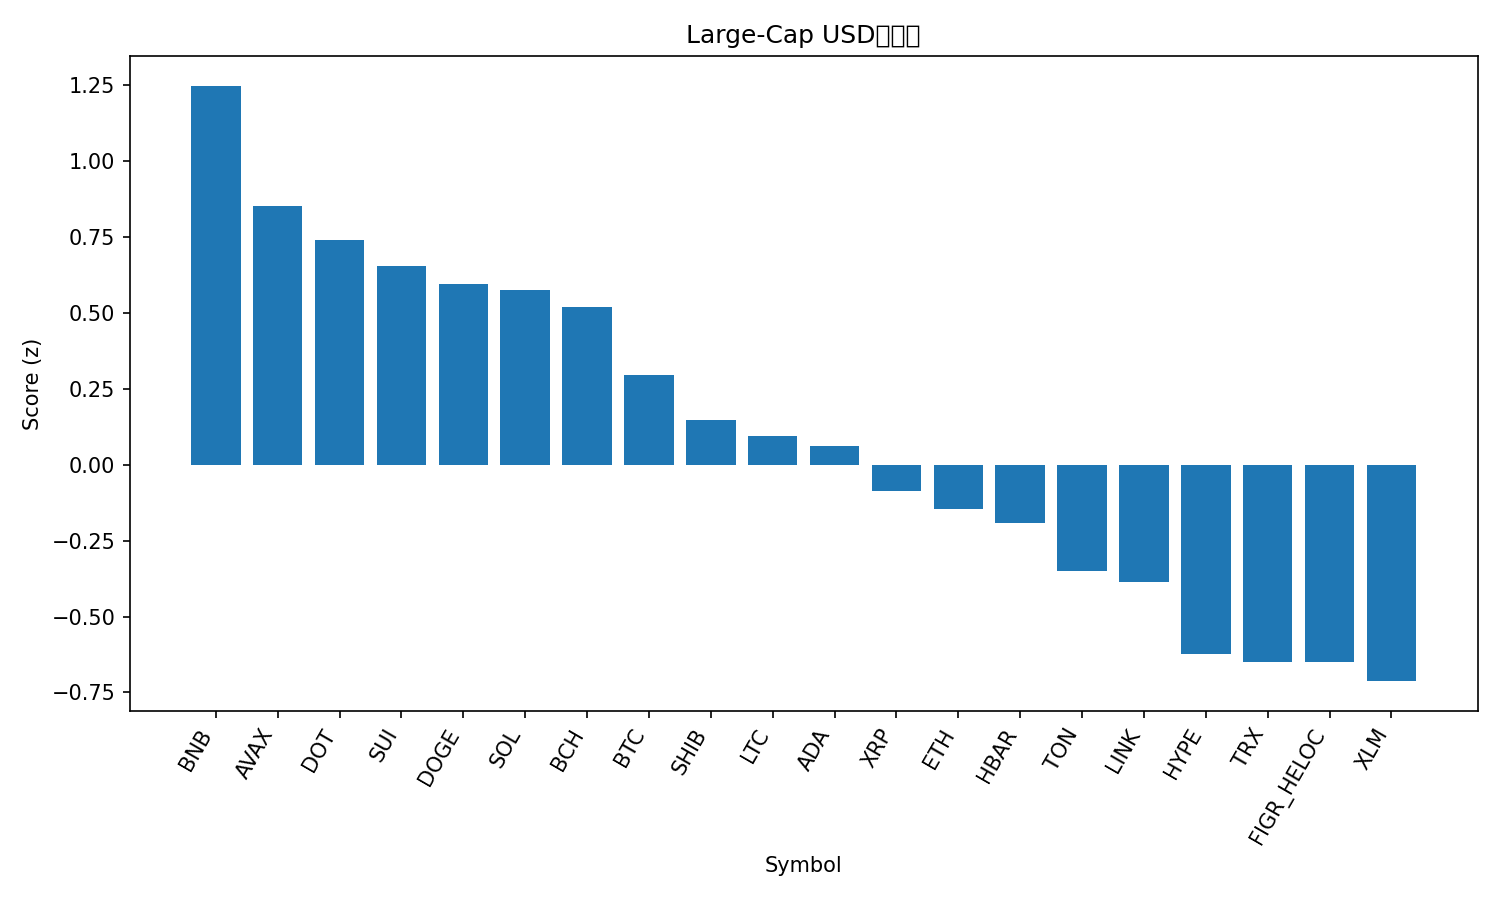 Large-Cap USD
Score (z)
1.25
1.00
0.75
0.50
0.25
0.00
−0.25
−0.50
−0.75
BNB
AVAX
DOT
SUI
DOGE
SOL
BCH
BTC
SHIB
LTC
ADA
XRP
ETH
HBAR
TON
LINK
HYPE
TRX
FIGR_HELOC
XLM
Symbol